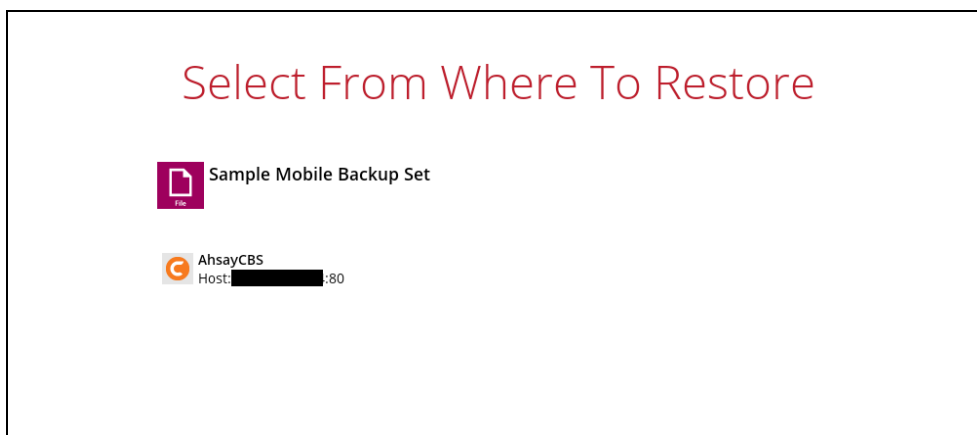 Select From Where To Restore
Sample Mobile Backup Set
File
AhsayCBS
Host: :80